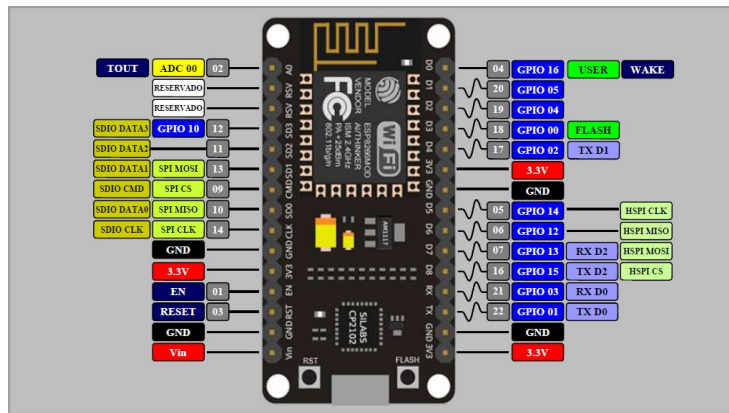 TOUT ADC 00 02 A0 D0 04 GPIO 16 USER WAKE
RESERVADO RSV D1 20 GPIO 05
RESERVADO RSV D2 19 GPIO 04
SDIO DATA3 GPIO 10 12 SD3 D3 18 GPIO 00 FLASH
SDIO DATA2 11 SD2 D4 17 GPIO 02 TX D1
SDIO DATA1 SPI MOSI 13 SD1 3V3 3.3V
SDIO CMD SPI CS 09 CMD GND GND
SDIO DATA0 SPI MISO 10 SD0 D5 05 GPIO 14 HSPI CLK
SDIO CLK SPI CLK 14 CLK D6 06 GPIO 12 HSPI MISO
GND GND D7 07 GPIO 13 RX D2 HSPI MOSI
3.3V 3V3 D8 16 GPIO 15 TX D2 HSPI CS
EN 01 EN RX 21 GPIO 03 RX D0
RESET 03 RST TX 22 GPIO 01 TX D0
GND GND GND GND
Vin Vin 3V3 3.3V
MODEL
VENDOR
ESP8266MOD
AITHINKER
ISM 2.4GHz
PA +25dBm
802.11b/g/n
FC
Wi Fi
AM1117
SILABS
CP2102
RST FLASH